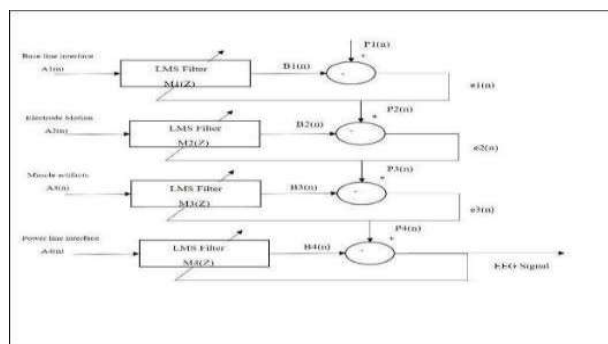 P1(n)
Base line interface
A1(n)
LMS Filter
M1(Z)
B1(n)
e1(n)
P2(n)
Electrode Motion
A2(n)
LMS Filter
M2(Z)
B2(n)
e2(n)
P3(n)
Muscle artifacts
A3(n)
LMS Filter
M3(Z)
B3(n)
e3(n)
P4(n)
Power line interface
A4(n)
LMS Filter
B4(n)
EEG Signal